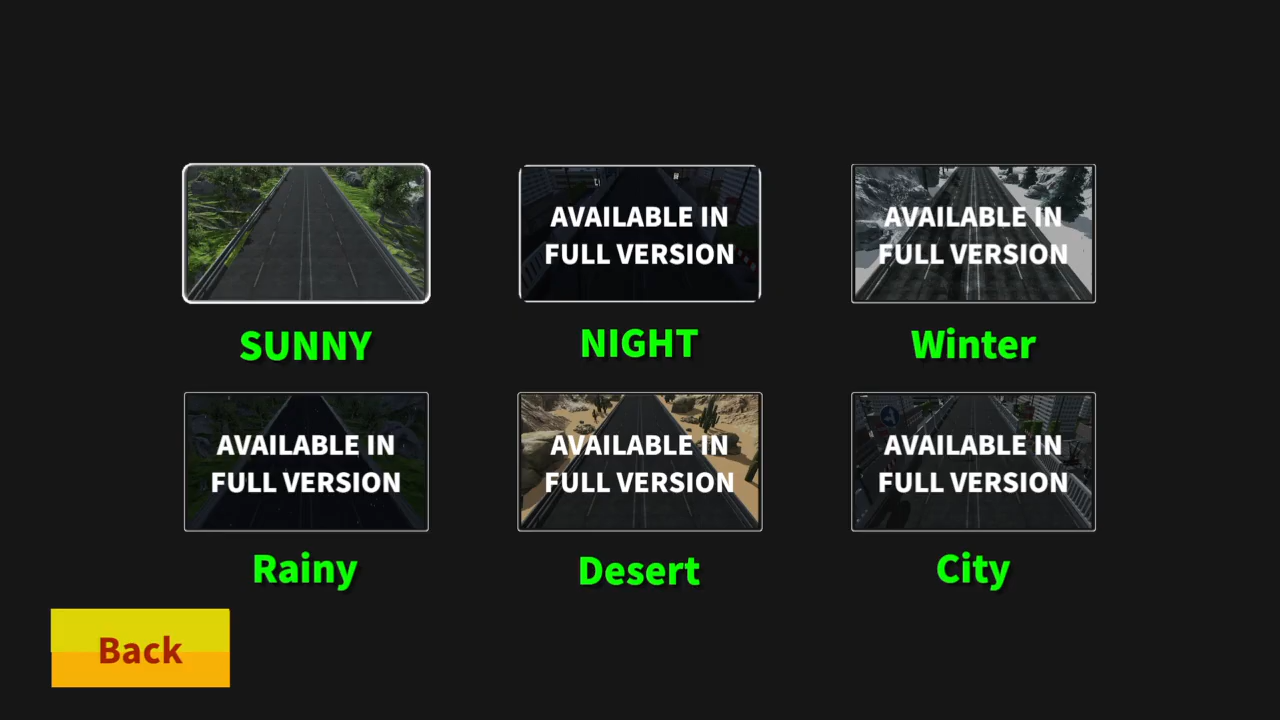 AVAILABLE IN
FULL VERSION
AVAILABLE IN
FULL VERSION
SUNNY
NIGHT
Winter
AVAILABLE IN
FULL VERSION
AVAILABLE IN
FULL VERSION
AVAILABLE IN
FULL VERSION
Rainy
Desert
City
Back